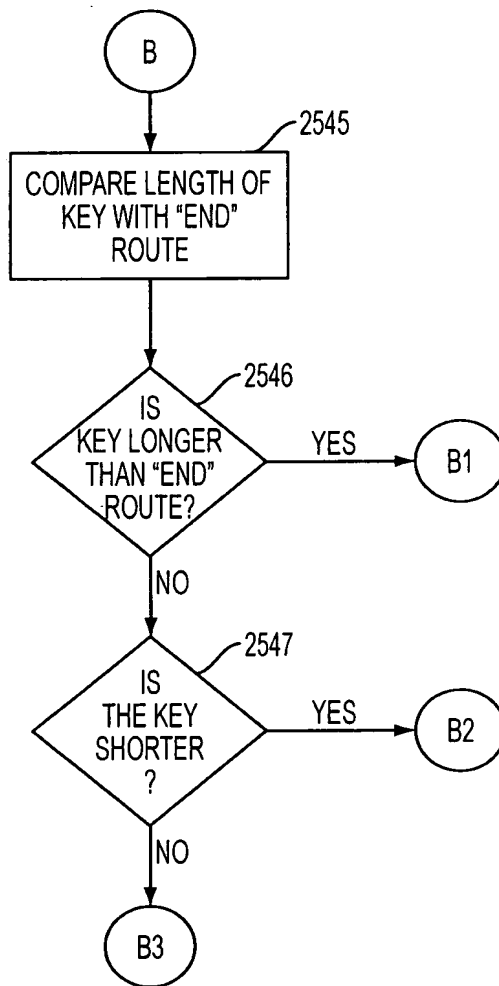 B
2545
COMPARE LENGTH OF
KEY WITH “END”
ROUTE
2546
IS
KEY LONGER
THAN “END”
ROUTE?
YES
B1
NO
2547
IS
THE KEY
SHORTER
?
YES
B2
NO
B3